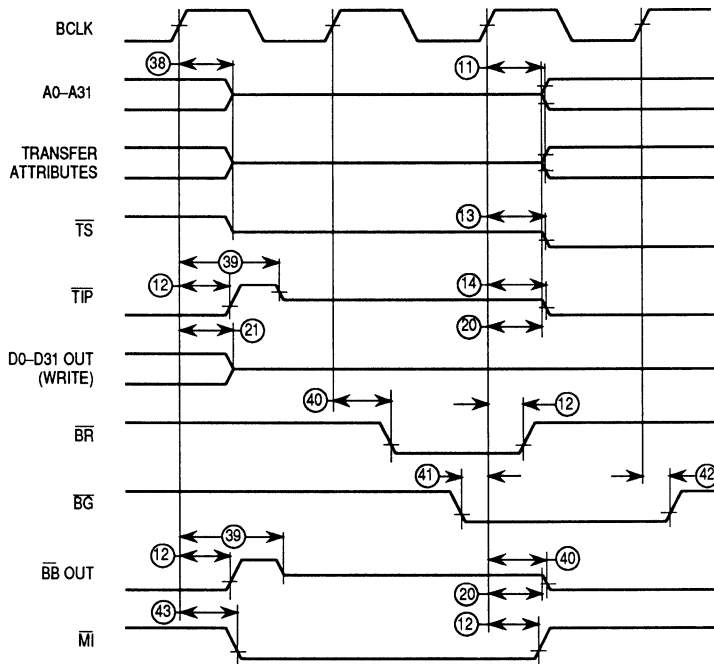 BCLK
38
11
A0–A31
TRANSFER
ATTRIBUTES
TS
13
39
12
14
TIP
20
21
D0–D31 OUT
(WRITE)
40
12
BR
41
42
BG
39
12
40
BB OUT
20
43
12
MI